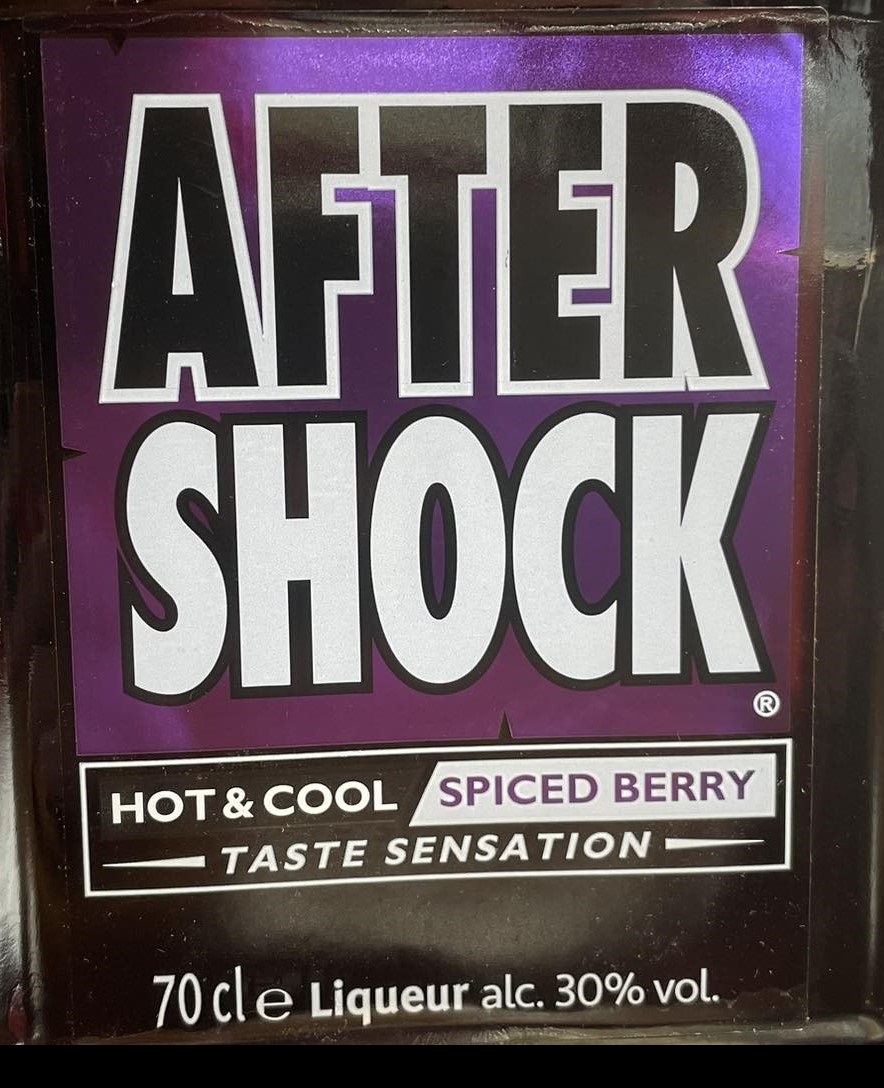 AFTER
SHOCK
®
HOT & COOL SPICED BERRY
TASTE SENSATION
70 cl e Liqueur alc. 30% vol.